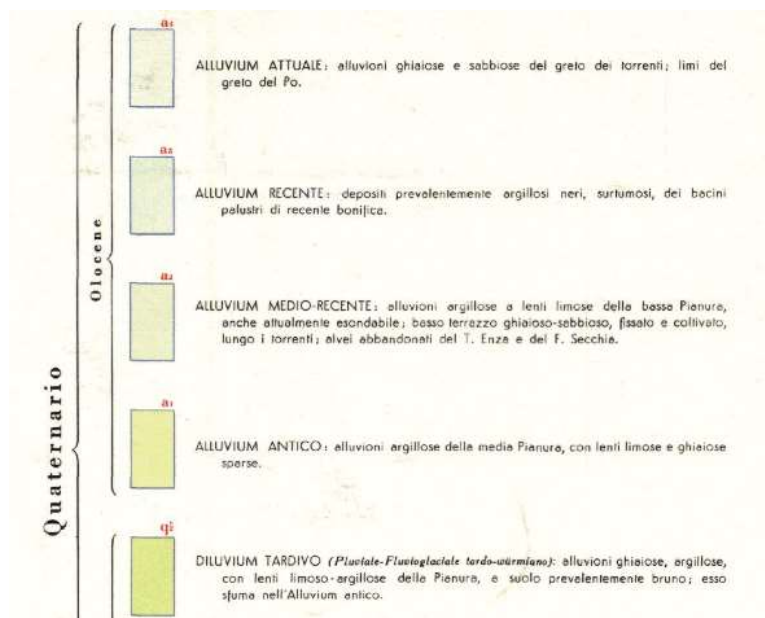 a₄
ALLUVIUM ATTUALE: alluvioni ghiaiose e sabbiose del greto dei torrenti; limi del
greto del Po.
a₃
ALLUVIUM RECENTE: depositi prevalentemente argillosi neri, surtumosi, dei bacini
palustri di recente bonifica.
a₂
ALLUVIUM MEDIO-RECENTE: alluvioni argillose a lenti limose della bassa Pianura,
anche attualmente esondabile; basso terrazzo ghiaioso-sabbioso, fissato e coltivato,
lungo i torrenti; alvei abbandonati del T. Enza e del F. Secchia.
a₁
ALLUVIUM ANTICO: alluvioni argillose della media Pianura, con lenti limose e ghiaiose
sparse.
DILUVIUM TARDIVO (Pluviale-Fluvioglaciale tardo-würmiano): alluvioni ghiaiose, argillose,
con lenti limoso-argillose della Pianura, a suolo prevalentemente bruno; esso
sfuma nell'Alluvium antico.
Olocene
Quaternario